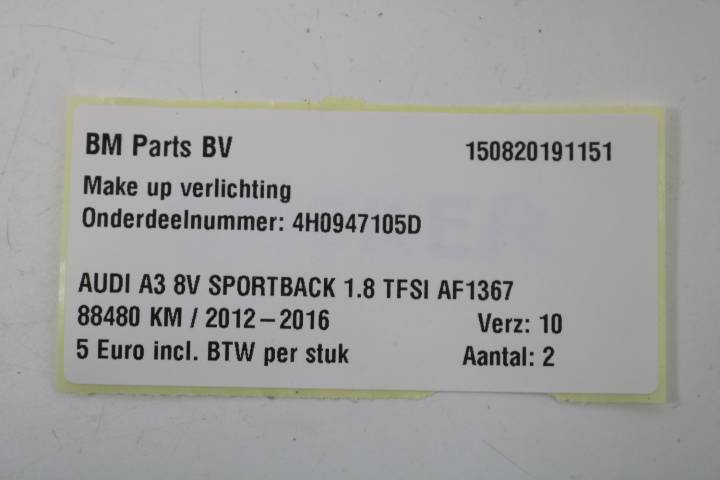 BM Parts BV 150820191151
Make up verlichting
Onderdeelnummer: 4H0947105D
AUDI A3 8V SPORTBACK 1.8 TFSI AF1367
88480 KM / 2012-2016 Verz: 10
5 Euro incl. BTW per stuk Aantal: 2